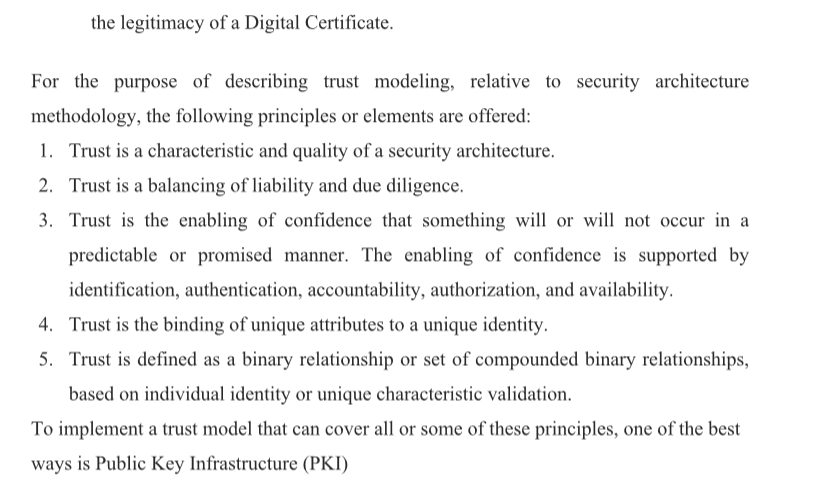 the legitimacy of a Digital Certificate.
For the purpose of describing trust modeling, relative to security architecture
methodology, the following principles or elements are offered:
1. Trust is a characteristic and quality of a security architecture.
2. Trust is a balancing of liability and due diligence.
3. Trust is the enabling of confidence that something will or will not occur in a
predictable or promised manner. The enabling of confidence is supported by
identification, authentication, accountability, authorization, and availability.
4. Trust is the binding of unique attributes to a unique identity.
5. Trust is defined as a binary relationship or set of compounded binary relationships,
based on individual identity or unique characteristic validation.
To implement a trust model that can cover all or some of these principles, one of the best
ways is Public Key Infrastructure (PKI)